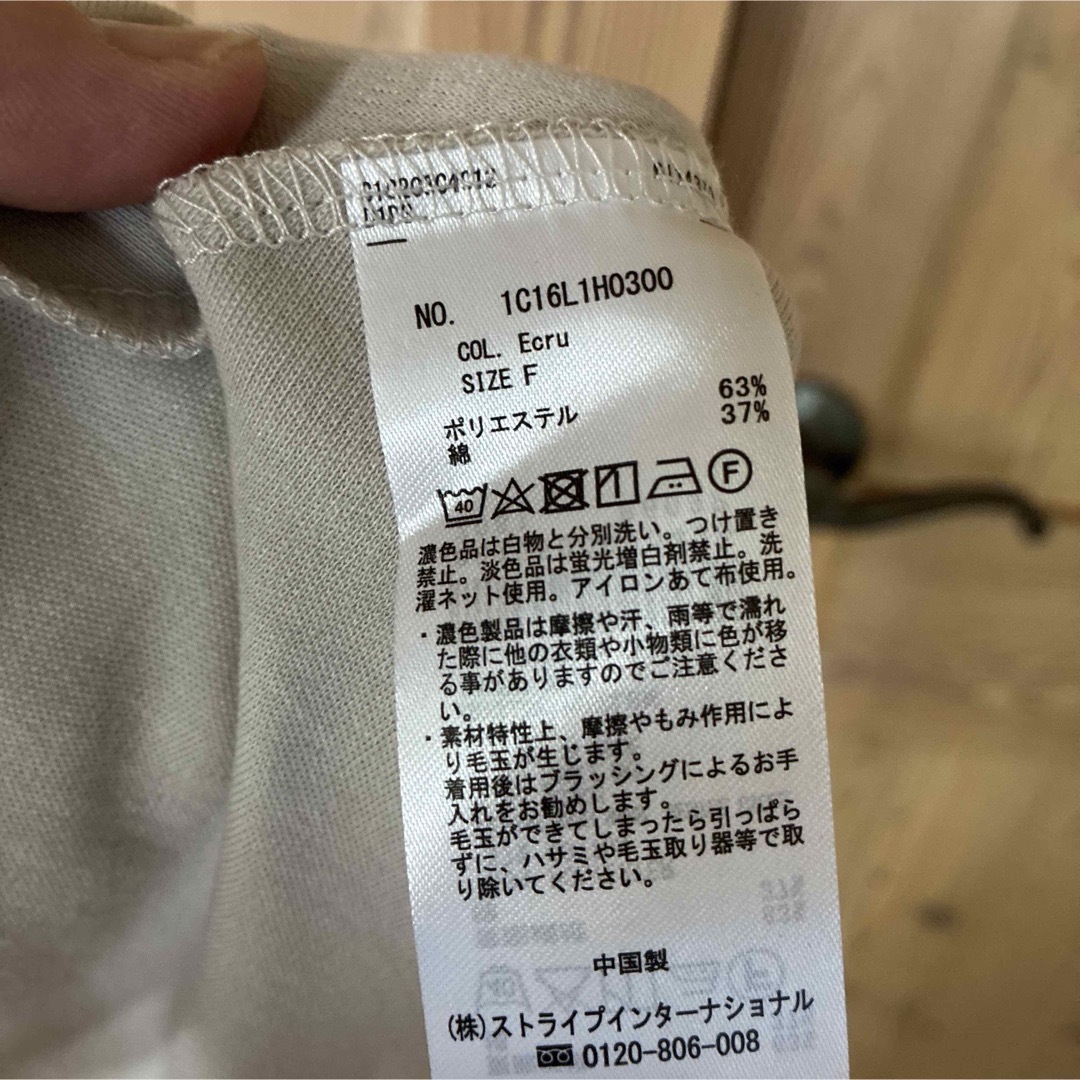 NO. 1C16L1H0300
COL. Ecru
SIZE F
ポリエステル 63%
綿 37%
40 F
濃色品は白物と分別洗い。つけ置き
禁止。淡色品は蛍光増白剤禁止。洗
濯ネット使用。アイロンあて布使用。
・濃色製品は摩擦や汗、雨等で濡れ
た際に他の衣類や小物類に色が移
る事がありますのでご注意くださ
い。
・素材特性上、摩擦やもみ作用によ
り毛玉が生じます。
着用後はブラッシングによるお手
入れをお勧めします。
毛玉ができてしまったら引っぱら
ずに、ハサミや毛玉取り器等で取
り除いてください。
中国製
(株)ストライプインターナショナル
0120-806-008